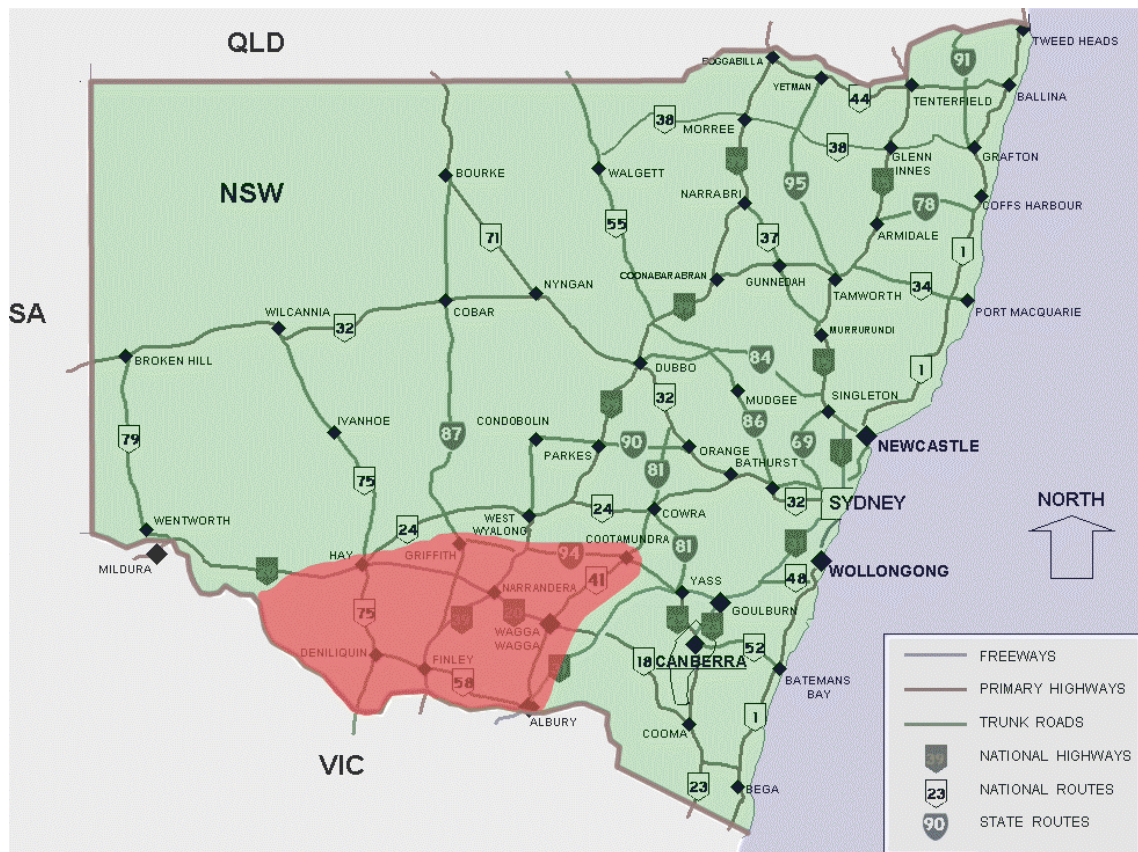 QLD
TWEED HEADS
BOGGABILLA
91
YETMAN
44
TENTERFIELD
BALLINA
38
MORREE
38
GLENN
INNES
GRAFTON
NSW
BOURKE
WALGETT
NARRABRI
95
78
COFFS HARBOUR
55
ARMIDALE
71
37
1
COONABARABRAN
GUNNEDAH
TAMWORTH
34
NYNGAN
SA
WILCANNIA
32
COBAR
PORT MACQUARIE
MURRURUNDI
BROKEN HILL
DUBBO
84
1
MUDGEE
SINGLETON
32
IVANHOE
CONDOBOLIN
86
79
87
PARKES
90
ORANGE
69
NEWCASTLE
BATHURST
81
75
32
SYDNEY
NORTH
24
COWRA
WENTWORTH
24
WEST
WYALONG
MILDURA
HAY
GRIFFITH
94
COOTAMUNDRA
81
WOLLONGONG
NARRANDERA
41
YASS
48
GOULBURN
75
39
WAGGA
WAGGA
DENILIQUIN
FINLEY
58
18
CANBERRA
52
BATEMANS
BAY
ALBURY
COOMA
1
VIC
23
BEGA
FREEWAYS
PRIMARY HIGHWAYS
TRUNK ROADS
39
NATIONAL HIGHWAYS
23
NATIONAL ROUTES
90
STATE ROUTES